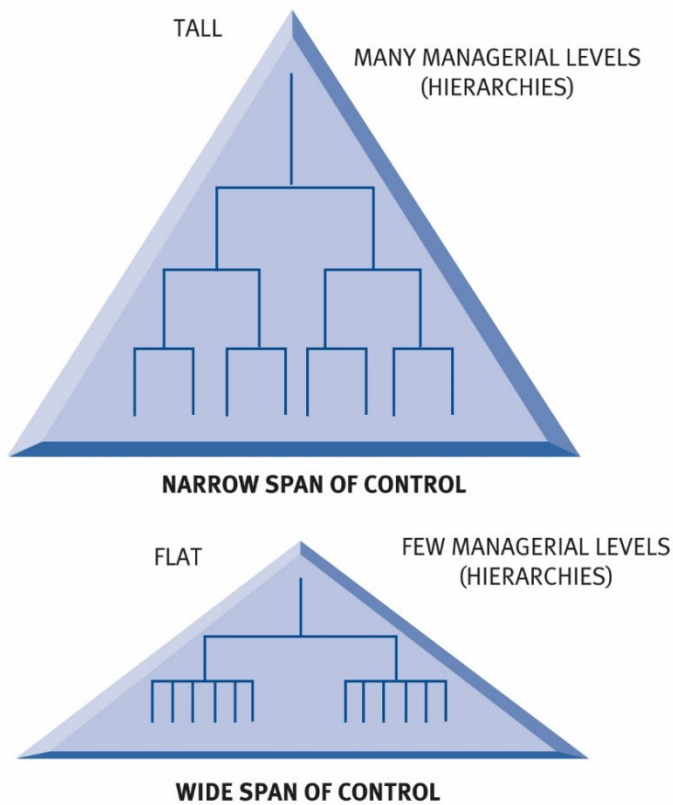 TALL
MANY MANAGERIAL LEVELS
(HIERARCHIES)
NARROW SPAN OF CONTROL
FLAT
FEW MANAGERIAL LEVELS
(HIERARCHIES)
WIDE SPAN OF CONTROL